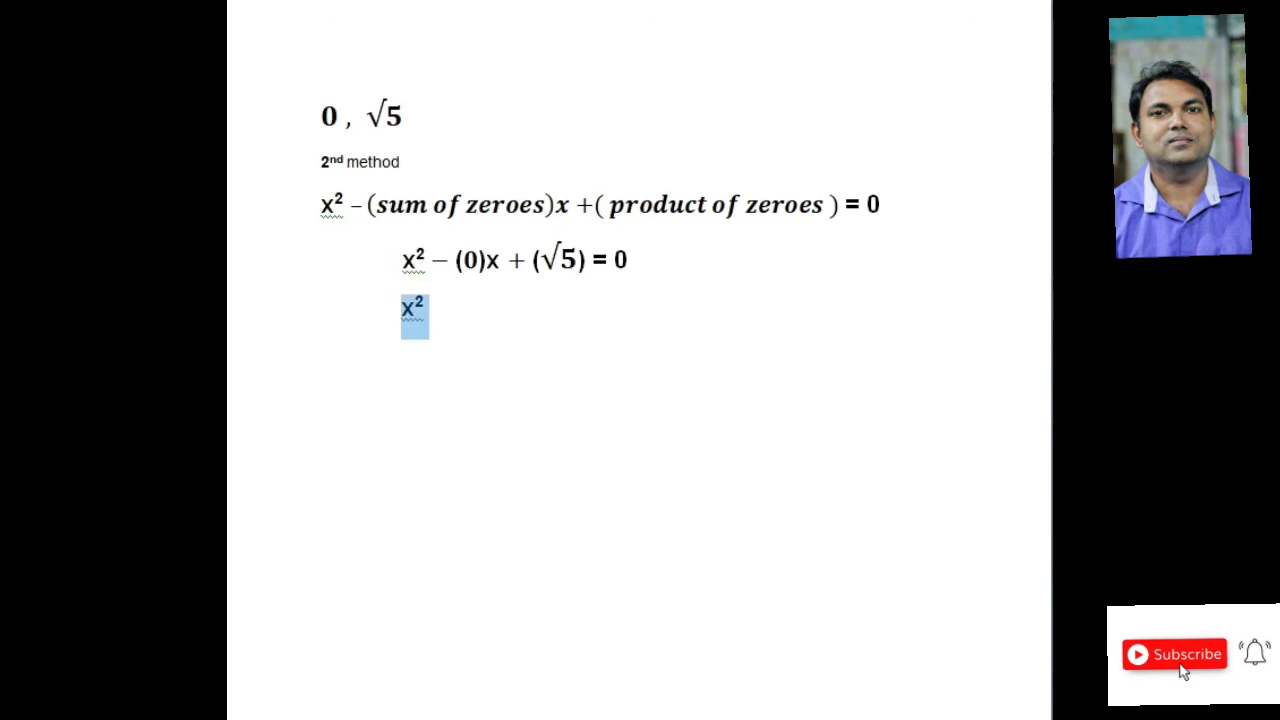 0 , √5
2nd method
x² – (sum of zeroes)x +( product of zeroes ) = 0
x² – (0)x + (√5) = 0
x²
Subscribe